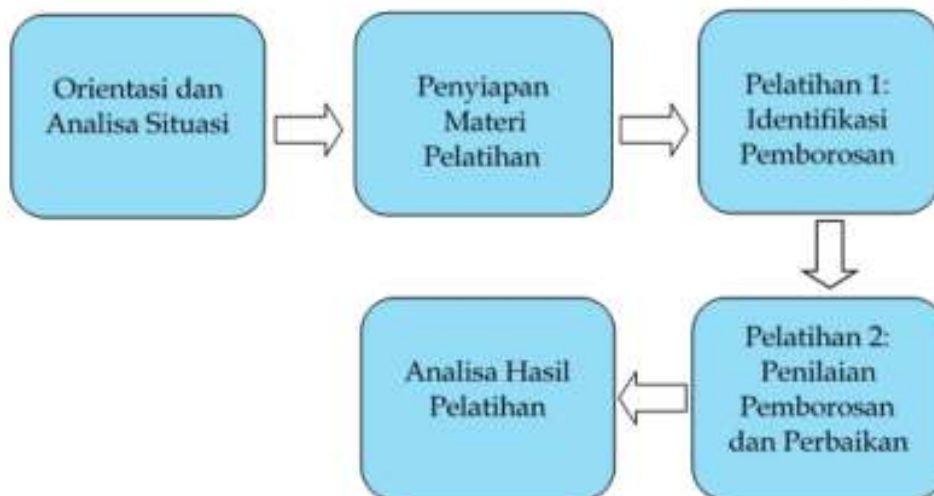 Orientasi dan
Analisa Situasi
Penyiapan
Materi
Pelatihan
Pelatihan 1:
Identifikasi
Pemborosan
Pelatihan 2:
Penilaian
Pemborosan
dan Perbaikan
Analisa Hasil
Pelatihan